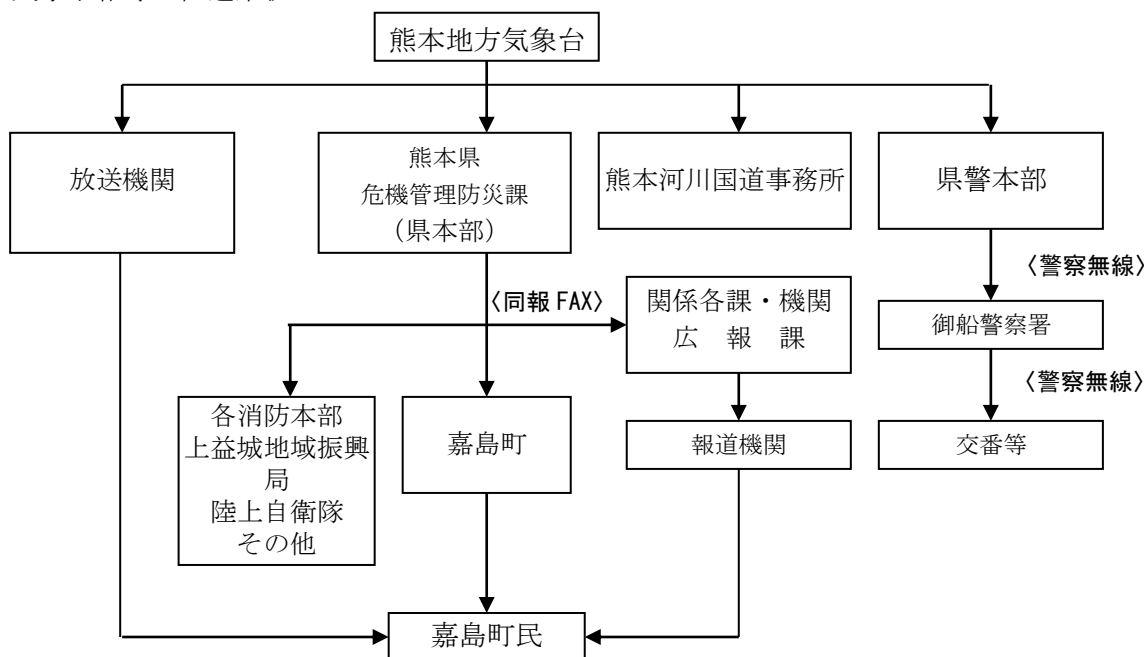 熊本地方気象台
放送機関
熊本県
危機管理防災課
（県本部）
熊本河川国道事務所
県警本部
〈警察無線〉
〈同報 FAX〉
関係各課・機関
広　報　課
御船警察署
〈警察無線〉
各消防本部
上益城地域振興
局
陸上自衛隊
その他
嘉島町
報道機関
交番等
嘉島町民